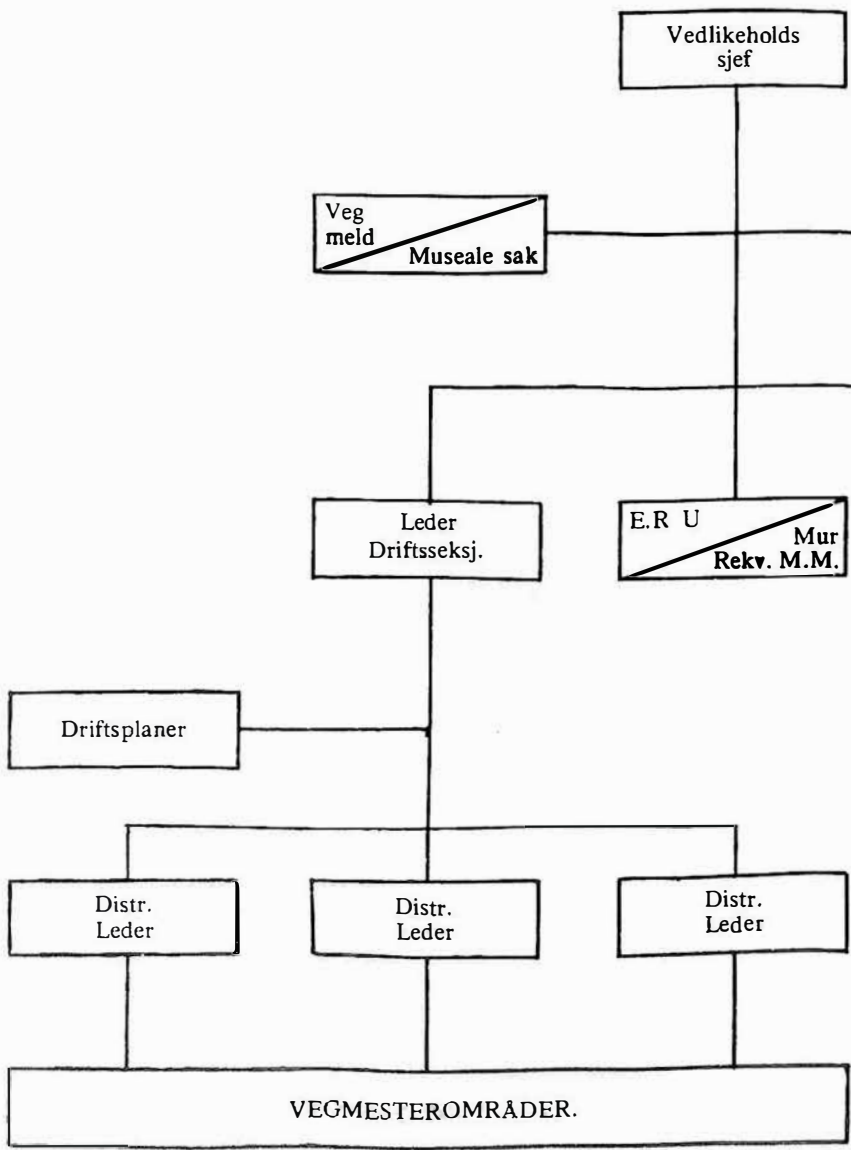 Vedlikeholds
sjef
Veg
meld
Museale sak
Leder
Driftsseksj.
E.R U
Mur
Rekv. M.M.
Driftsplaner
Distr.
Leder
Distr.
Leder
Distr.
Leder
VEGMESTEROMRÅDER.